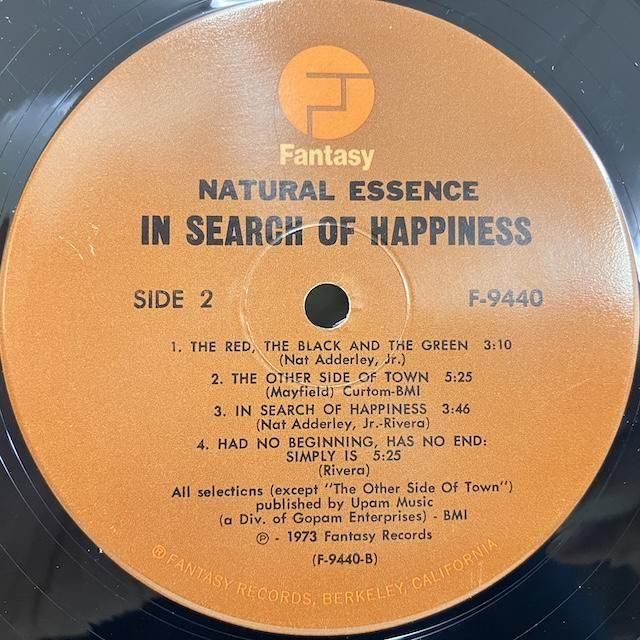 Fantasy
NATURAL ESSENCE
IN SEARCH OF HAPPINESS
SIDE 2 F-9440
1. THE RED, THE BLACK AND THE GREEN 3:10
(Nat Adderley, Jr.)
2. THE OTHER SIDE OF TOWN 5:25
(Mayfield) Curtom-BMI
3. IN SEARCH OF HAPPINESS 3:46
(Nat Adderley, Jr.-Rivera)
4. HAD NO BEGINNING, HAS NO END:
SIMPLY IS 5:25
(Rivera)
All selections (except "The Other Side Of Town")
published by Upam Music
(a Div. of Gopam Enterprises) - BMI
℗ - 1973 Fantasy Records
(F-9440-B)
® FANTASY RECORDS, BERKELEY, CALIFORNIA